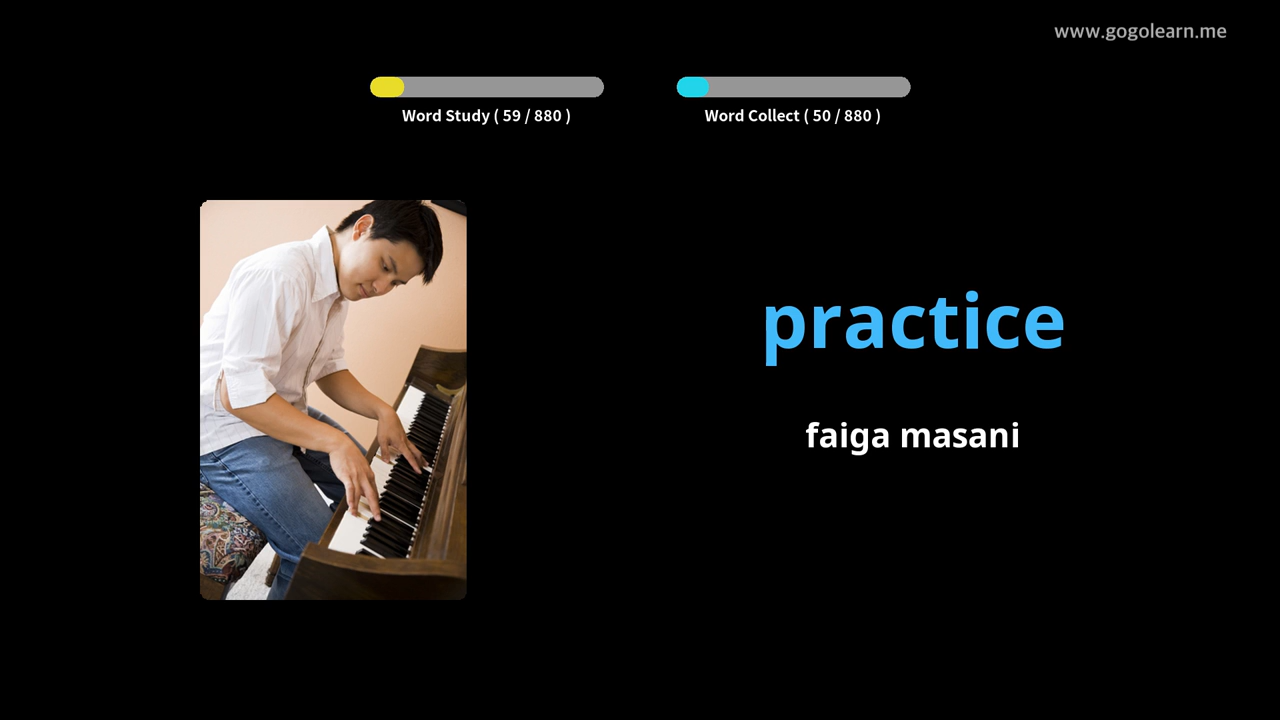 www.gogolearn.me
Word Study ( 59 / 880 )
Word Collect ( 50 / 880 )
practice
faiga masani